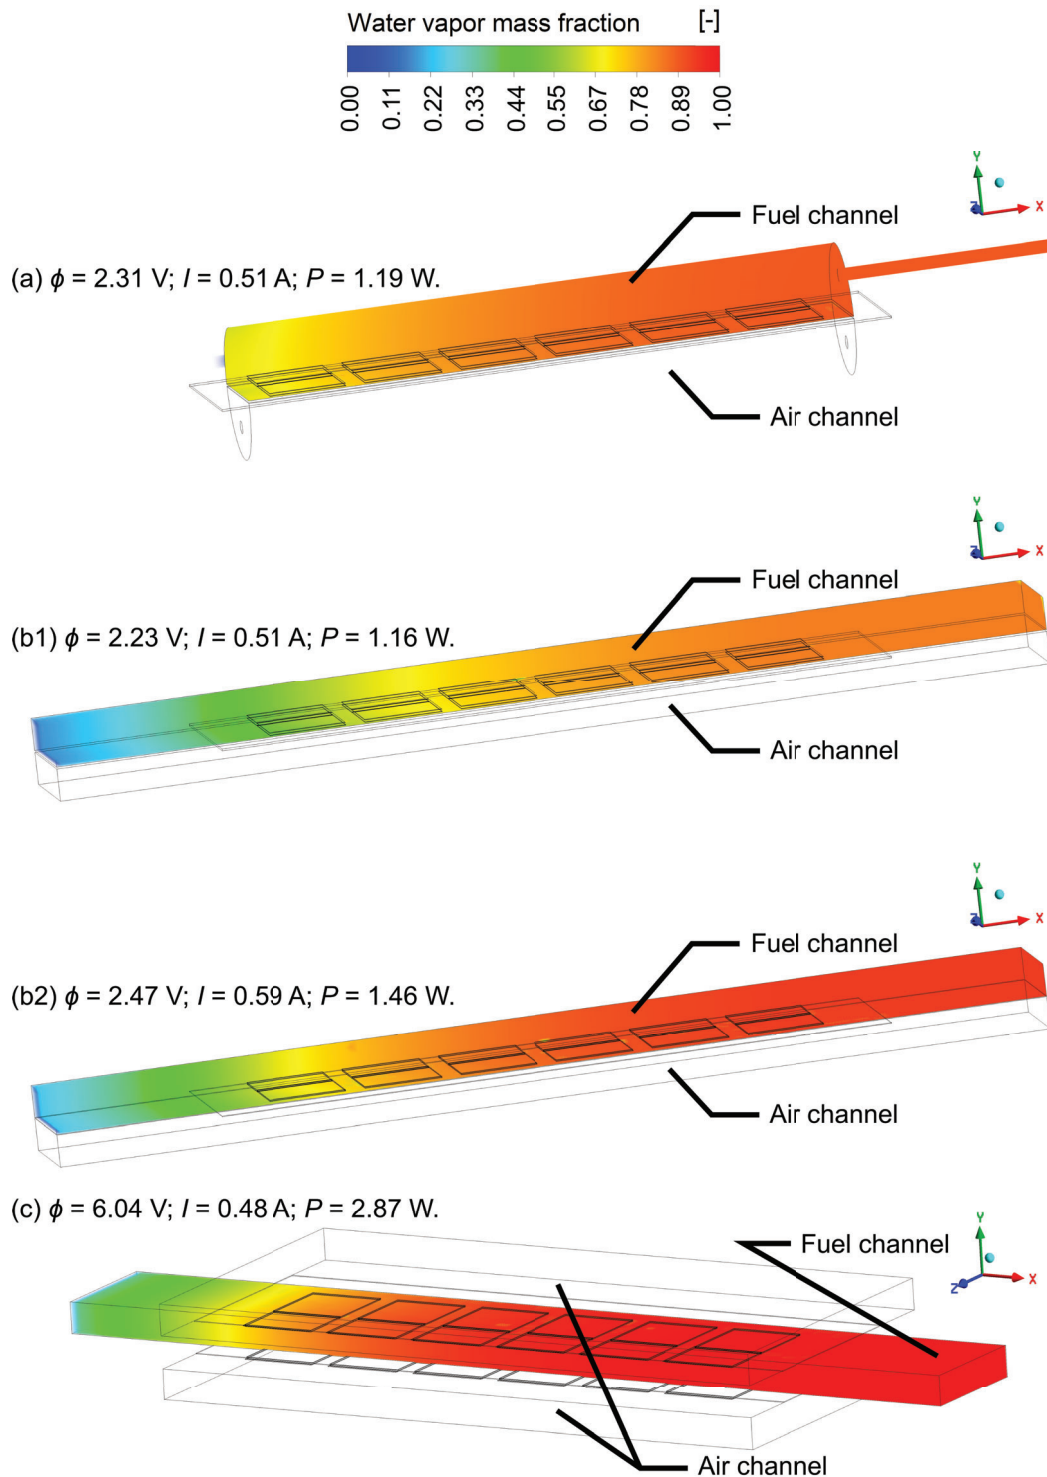 Water vapor mass fraction [-]
0.00 0.11 0.22 0.33 0.44 0.55 0.67 0.78 0.89 1.00
Y
Z
X
Fuel channel
(a) ϕ = 2.31 V; I = 0.51 A; P = 1.19 W.
Air channel
Y
Z
X
Fuel channel
(b1) ϕ = 2.23 V; I = 0.51 A; P = 1.16 W.
Air channel
Y
Z
X
Fuel channel
(b2) ϕ = 2.47 V; I = 0.59 A; P = 1.46 W.
Air channel
(c) ϕ = 6.04 V; I = 0.48 A; P = 2.87 W.
Y
Fuel channel
Z
X
Air channel